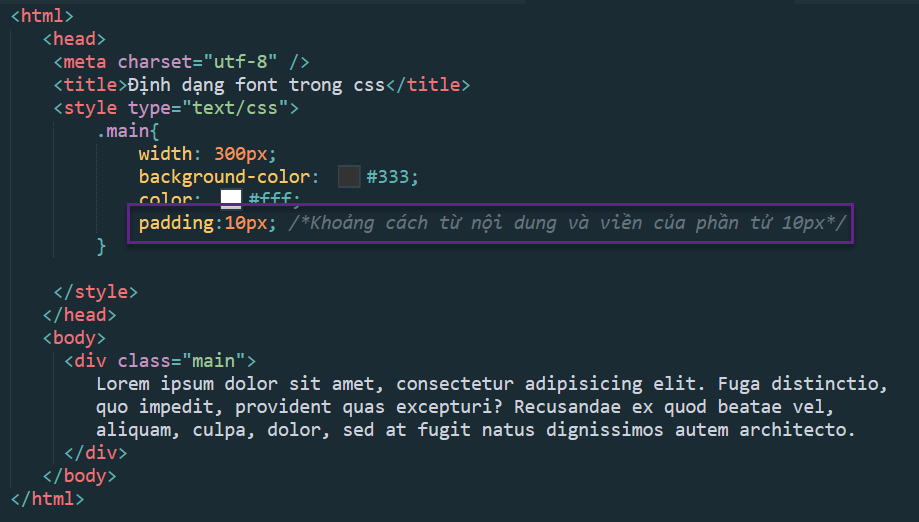 <html>
<head>
<meta charset="utf-8" />
<title>Định dạng font trong css</title>
<style type="text/css">
.main{
width: 300px;
background-color: #333;
color: #fff;
padding:10px; /*Khoảng cách từ nội dung và viền của phần tử 10px*/
}
</style>
</head>
<body>
<div class="main">
Lorem ipsum dolor sit amet, consectetur adipisicing elit. Fuga distinctio,
quo impedit, provident quas excepturi? Recusandae ex quod beatae vel,
aliquam, culpa, dolor, sed at fugit natus dignissimos autem architecto.
</div>
</body>
</html>